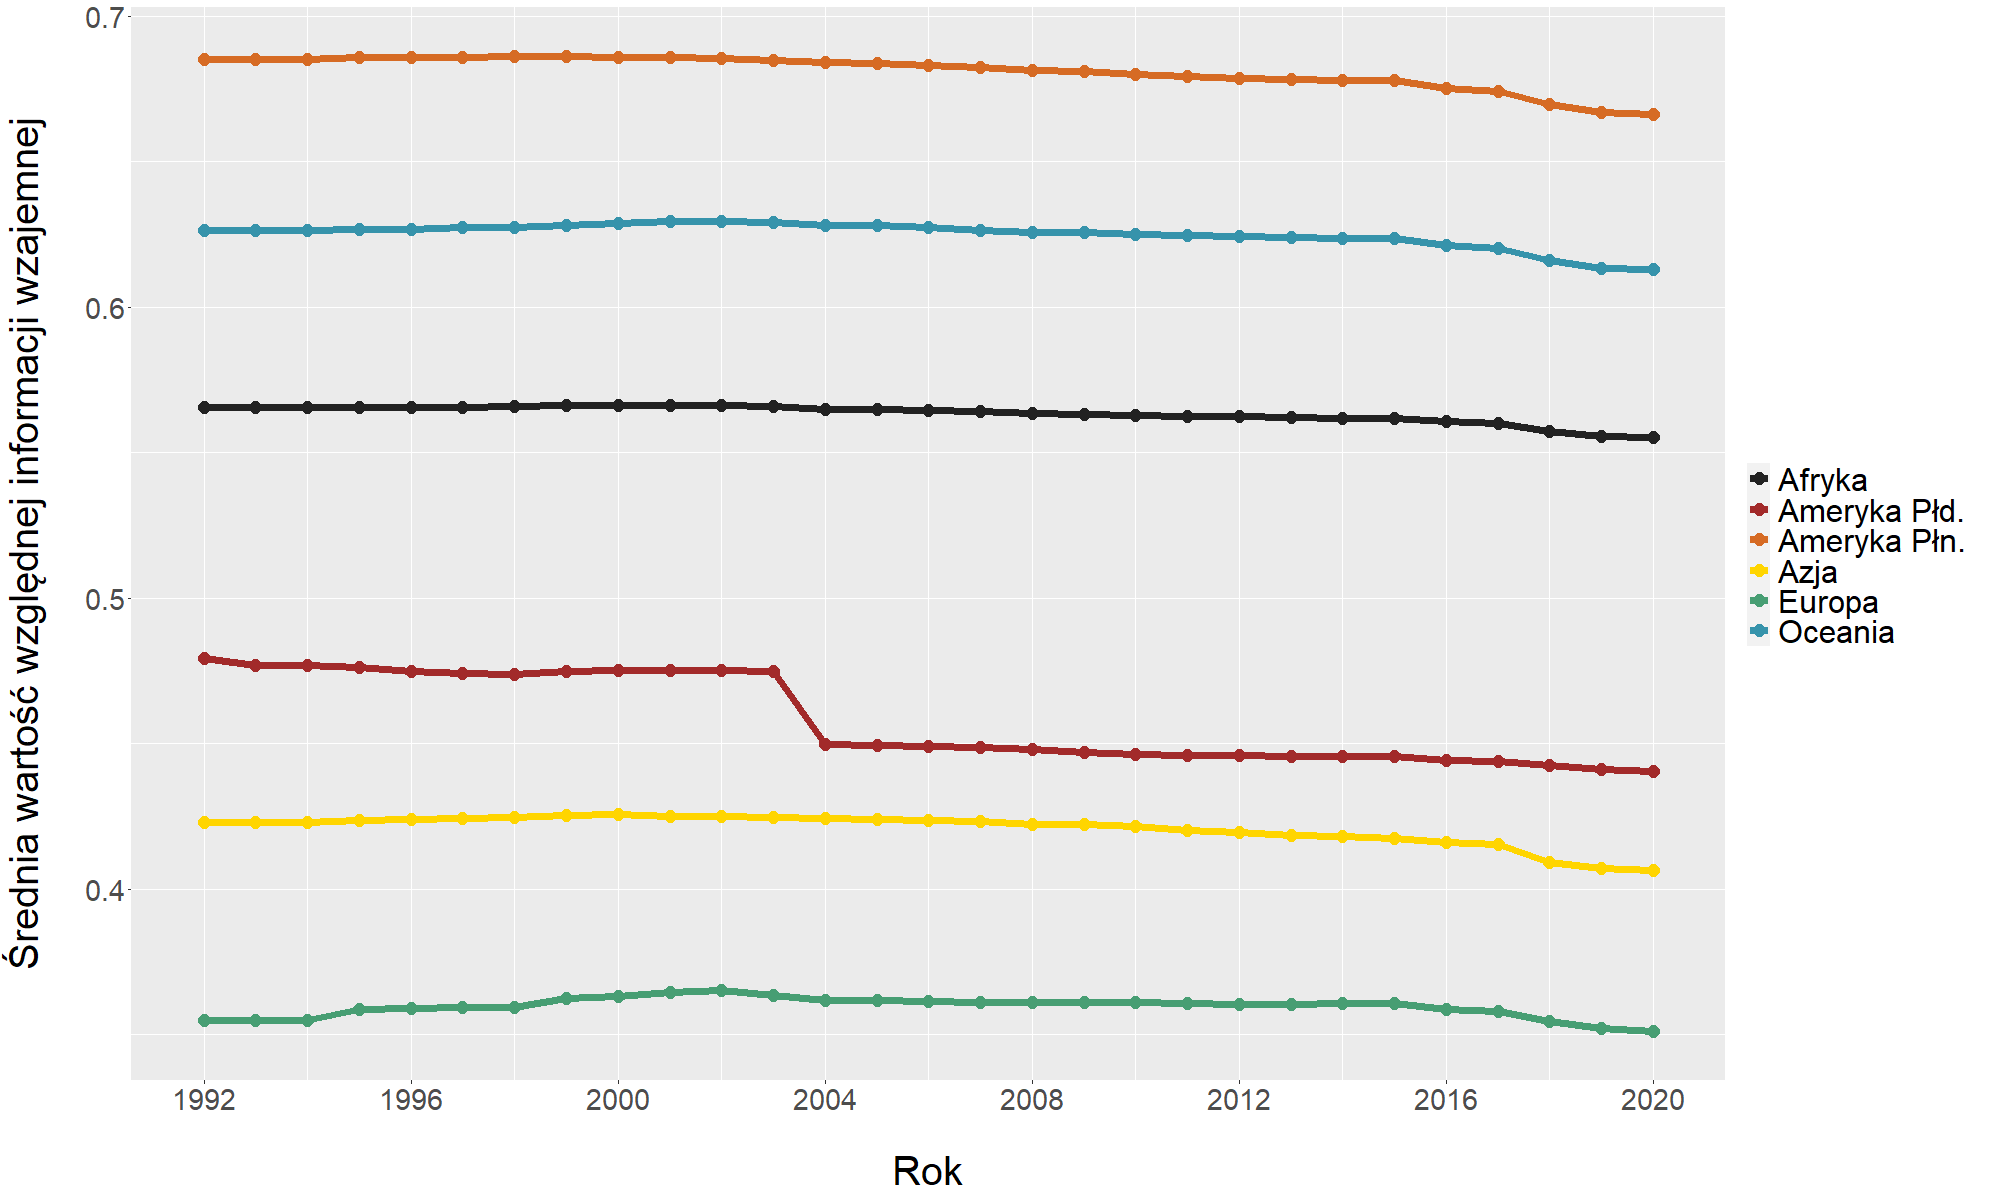 Średnia wartość względnej informacji wzajemnej
0.7
0.6
0.5
0.4
1992 1996 2000 2004 2008 2012 2016 2020
Rok
Afryka
Ameryka Płd.
Ameryka Płn.
Azja
Europa
Oceania